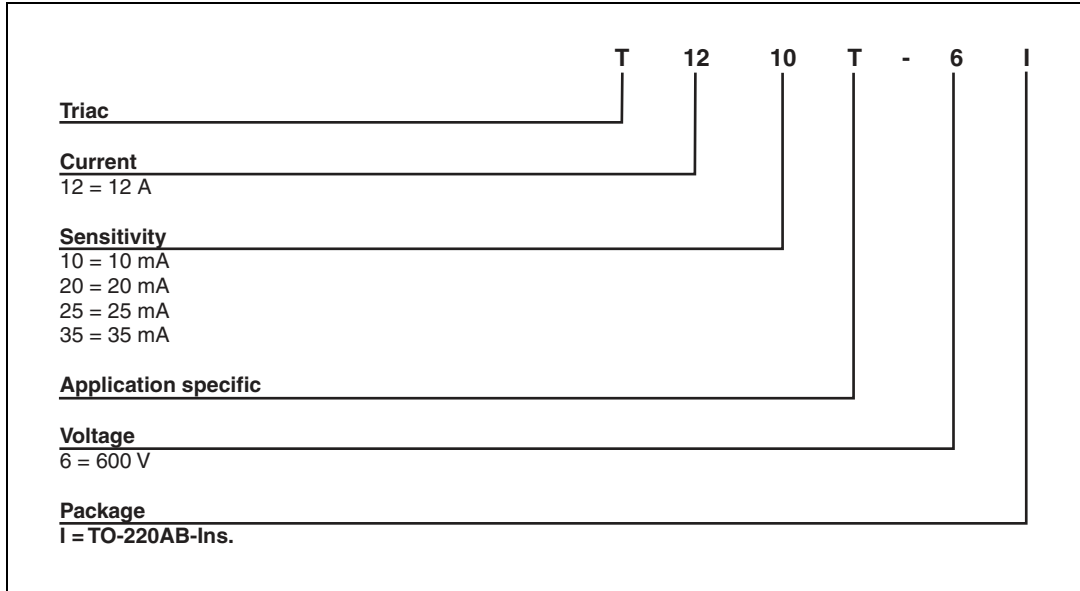 T 12 10 T - 6 I
Triac
Current
12 = 12 A
Sensitivity
10 = 10 mA
20 = 20 mA
25 = 25 mA
35 = 35 mA
Application specific
Voltage
6 = 600 V
Package
I = TO-220AB-Ins.